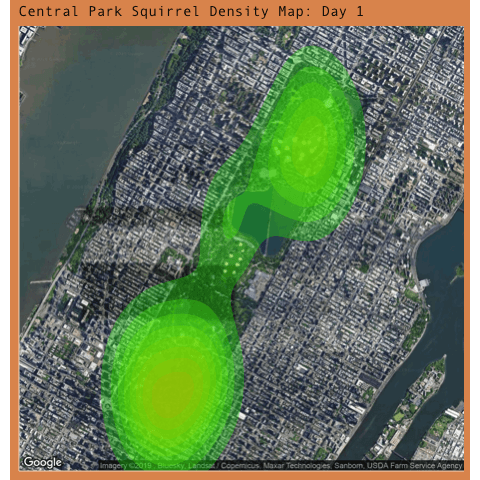 Central Park Squirrel Density Map: Day 1
Google
Imagery ©2019 , Bluesky, Landsat / Copernicus, Maxar Technologies, Sanborn, USDA Farm Service Agency